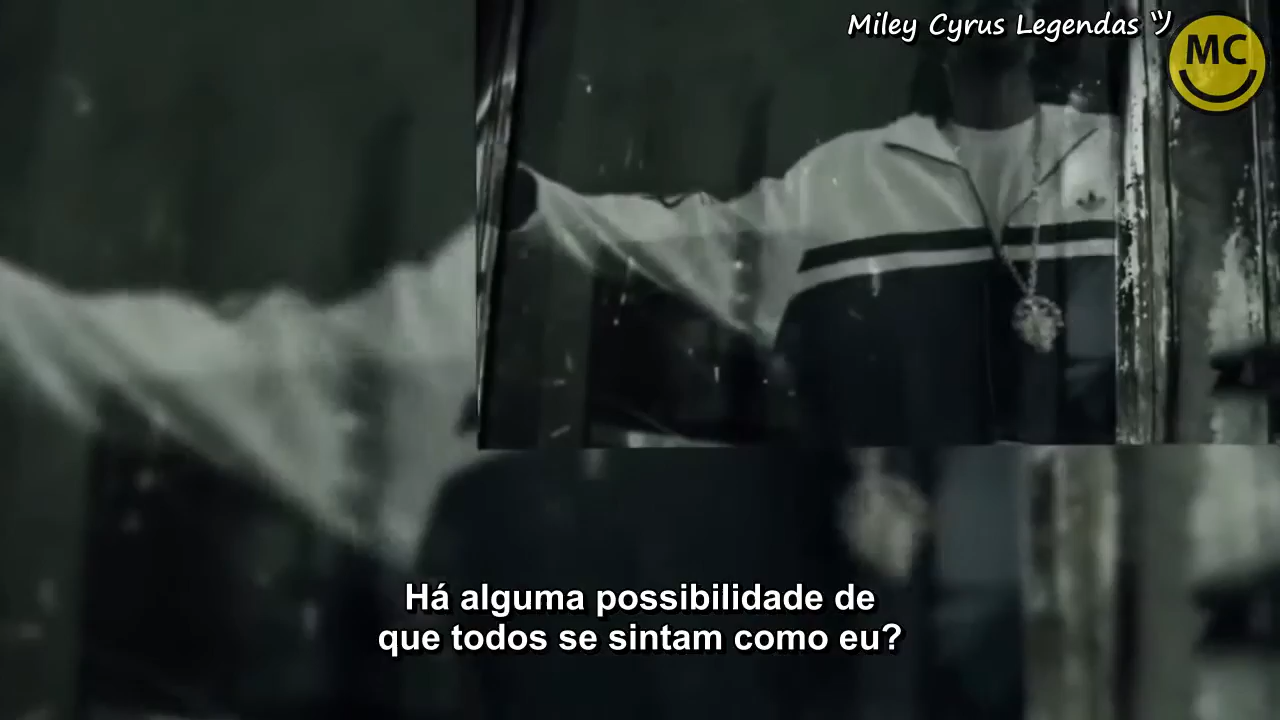 Miley Cyrus Legendas ツ
MC
Há alguma possibilidade de
que todos se sintam como eu?